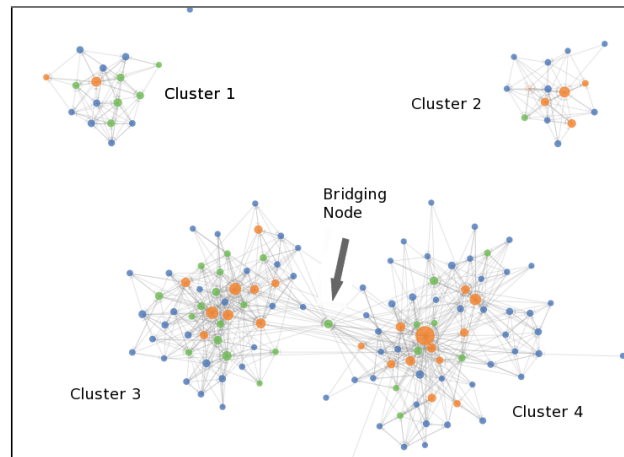 Cluster 1
Cluster 2
Bridging
Node
Cluster 3
Cluster 4